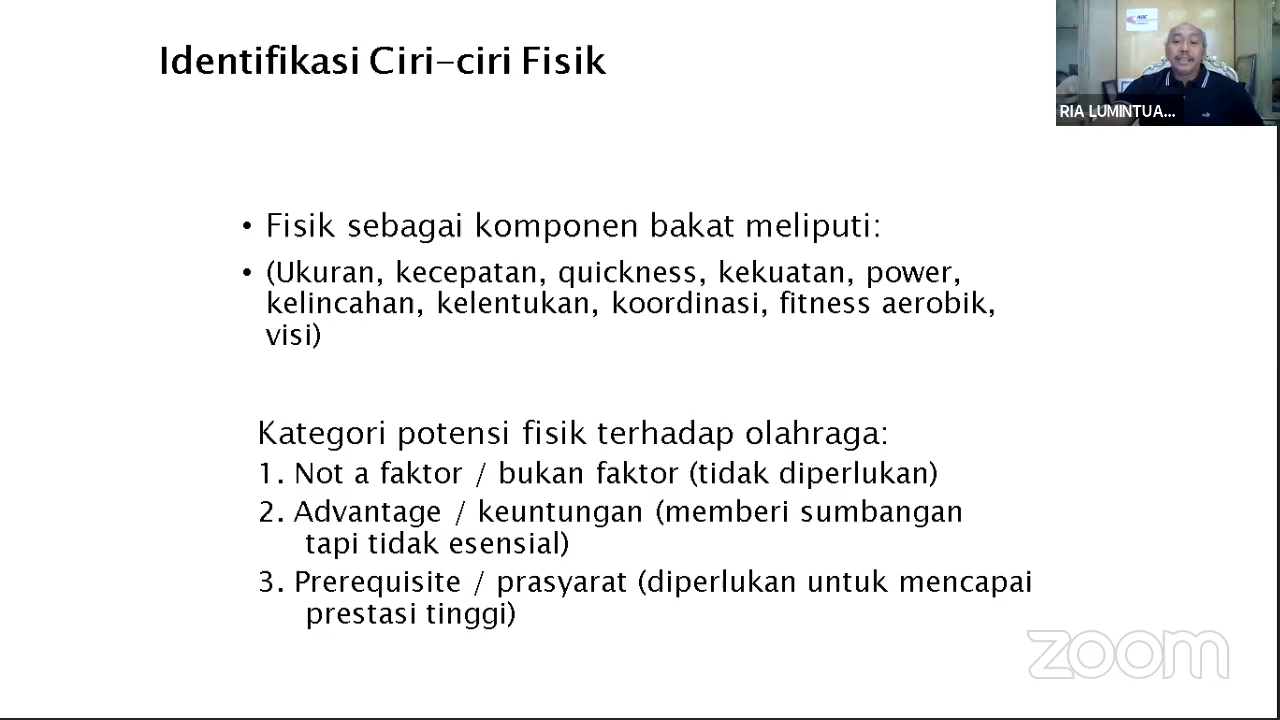 Identifikasi Ciri-ciri Fisik
RIA LUMINTUA...
• Fisik sebagai komponen bakat meliputi:
• (Ukuran, kecepatan, quickness, kekuatan, power,
kelincahan, kelentukan, koordinasi, fitness aerobik,
visi)
Kategori potensi fisik terhadap olahraga:
1. Not a faktor / bukan faktor (tidak diperlukan)
2. Advantage / keuntungan (memberi sumbangan
tapi tidak esensial)
3. Prerequisite / prasyarat (diperlukan untuk mencapai
prestasi tinggi)
zoom